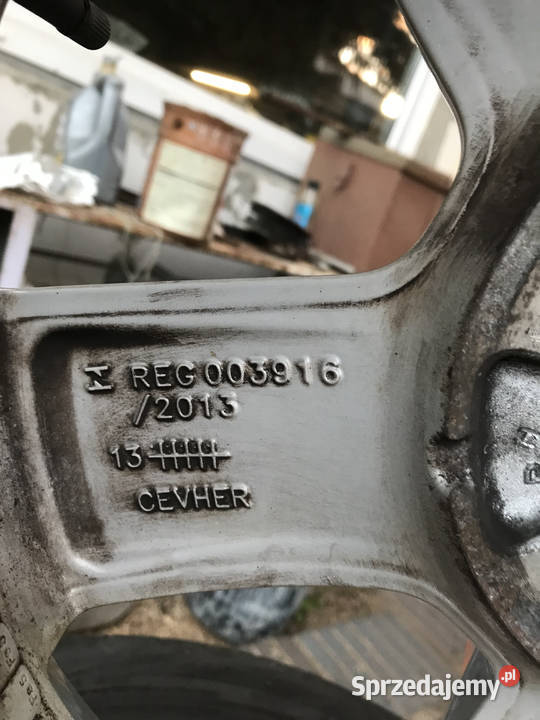 REG 003916
/2013
13
CEVHER
Sprzedajemy.pl